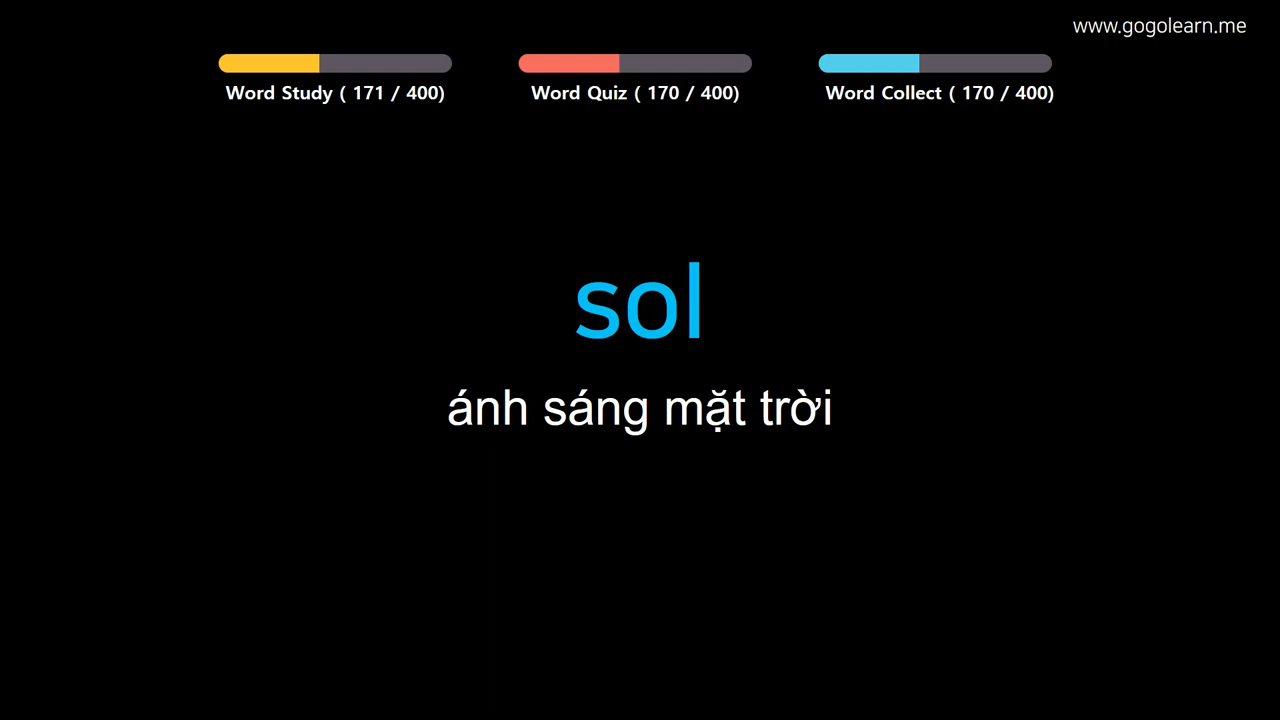 www.gogolearn.me
Word Study ( 171 / 400)
Word Quiz ( 170 / 400)
Word Collect ( 170 / 400)
sol
ánh sáng mặt trời